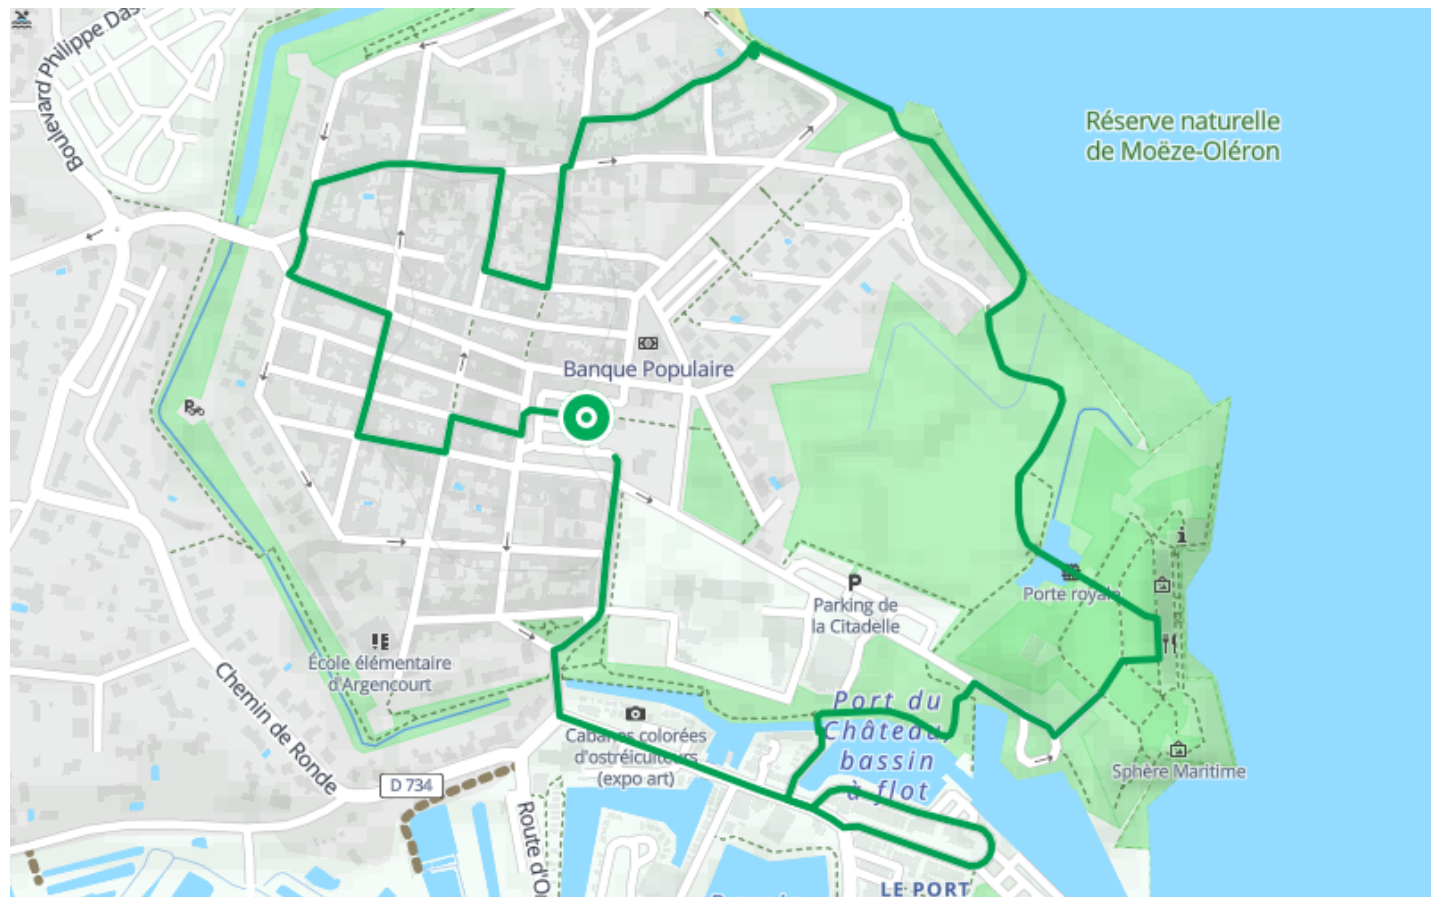 Boulevard Philippe Das
Réserve naturelle
de Moëze-Oléron
Banque Populaire
P
P
Parking de
la Citadelle
Porte royale
i
École élémentaire
d'Argencourt
Chemin de Ronde
Cabanes colorées
d'ostréiculteurs
(expo art)
Port du
Château,
bassin
à flot
Sphère Maritime
D 734
Route d'O
LE PORT